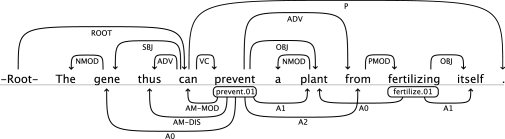 P
ROOT
ADV
SBJ
OBJ
NMOD
ADV
VC
NMOD
PMOD
OBJ
-Root- The gene thus can prevent a plant from fertilizing itself .
prevent.01 fertilize.01
AM-MOD A1 A0 A1
AM-DIS A2
A0